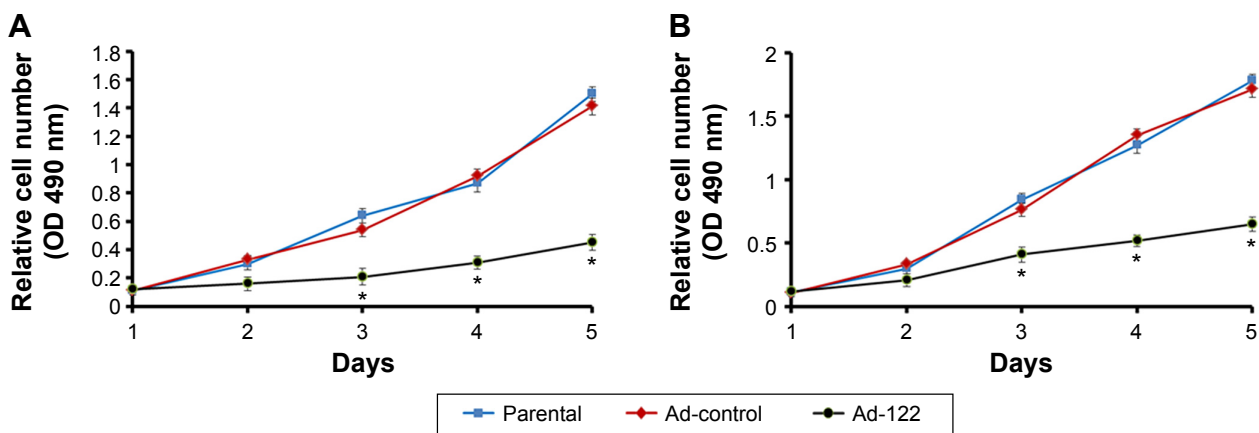 A
Relative cell number
(OD 490 nm)
1.8
1.6
1.4
1.2
1
0.8
0.6
0.4
0.2
0
*
*
*
1 2 3 4 5
Days
B
Relative cell number
(OD 490 nm)
2
1.5
1
0.5
0
*
*
*
1 2 3 4 5
Days
Parental Ad-control Ad-122